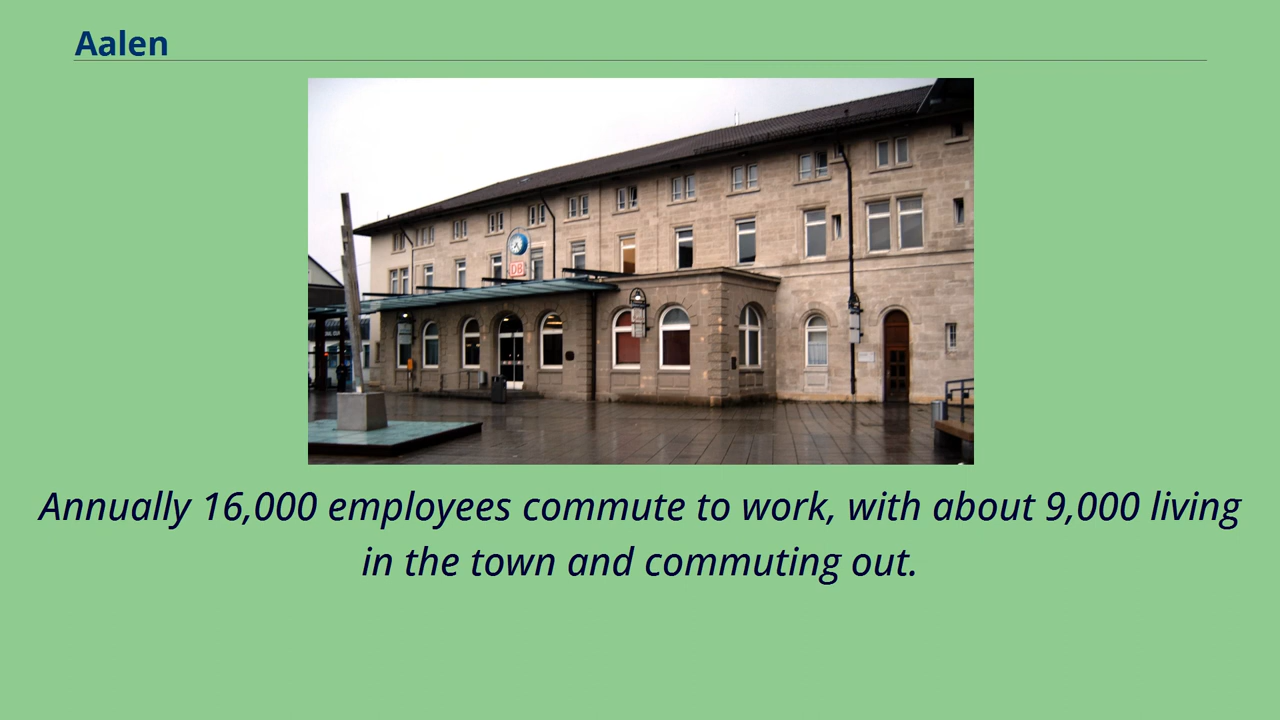 Aalen
DB
Annually 16,000 employees commute to work, with about 9,000 living
in the town and commuting out.